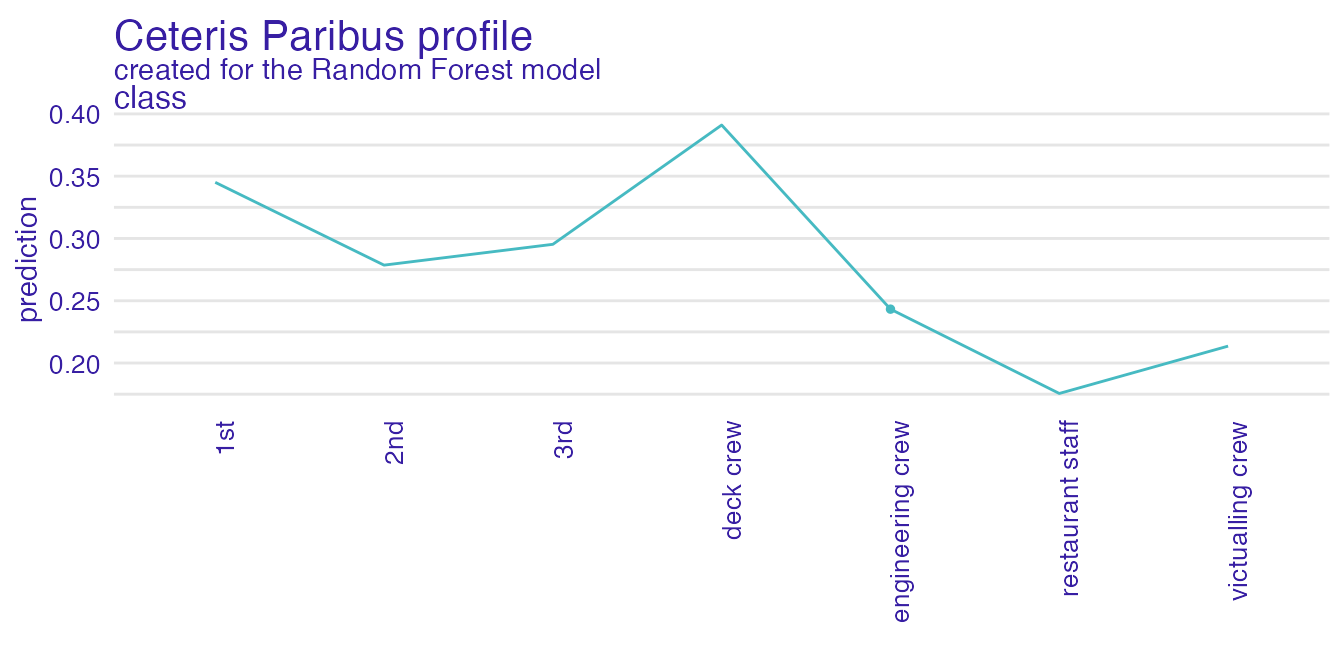 Ceteris Paribus profile
created for the Random Forest model
class
0.40
0.35
0.30
0.25
0.20
prediction
1st
2nd
3rd
deck crew
engineering crew
restaurant staff
victualling crew